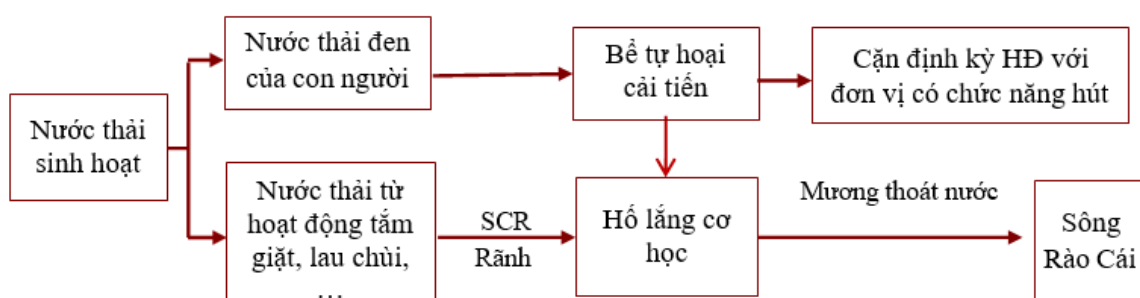 Nước thải
sinh hoạt
Nước thải đen
của con người
Bể tự hoại
cải tiến
Cặn định kỳ HĐ với
đơn vị có chức năng hút
Nước thải từ
hoạt động tắm
giặt, lau chùi,
…
SCR
Rãnh
Hố lắng cơ
học
Mương thoát nước
Sông
Rào Cái